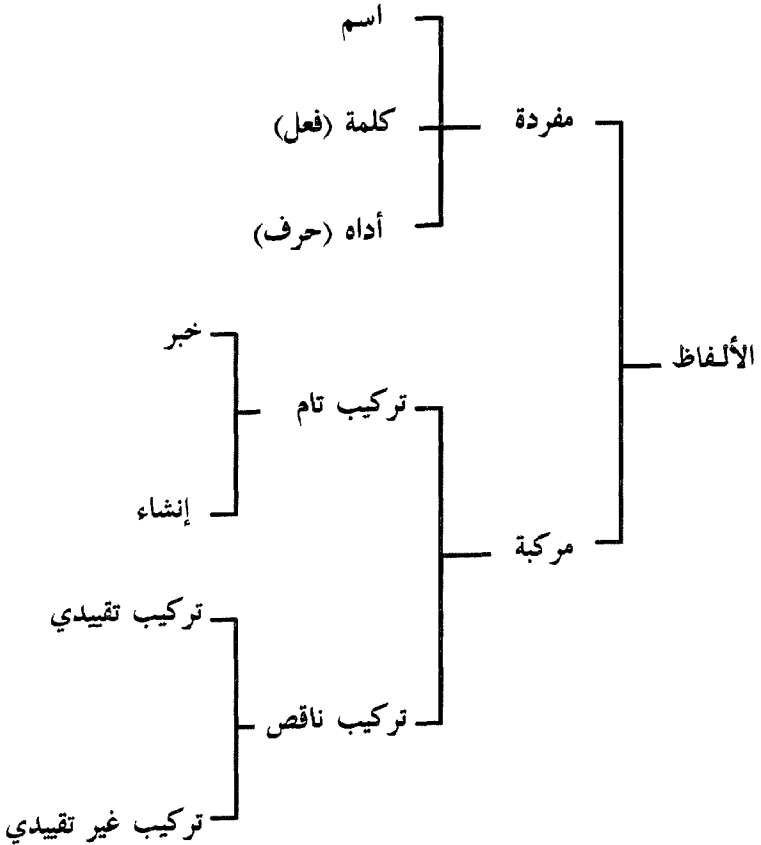 اسم
كلمة (فعل)
مفردة
أداه (حرف)
الألفاظ
خبر
تركيب تام
إنشاء
مركبة
تركيب تقييدي
تركيب ناقص
تركيب غير تقييدي